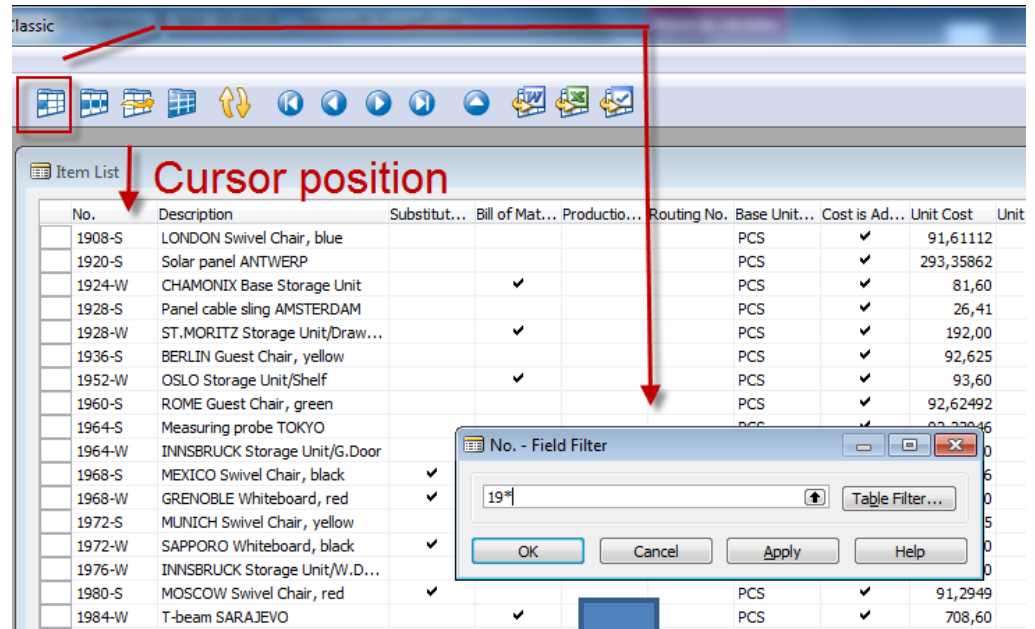 Classic
Item List
Cursor position
No. Description Substitut... Bill of Mat... Productio... Routing No. Base Unit... Cost is Ad... Unit Cost Unit
1908-S LONDON Swivel Chair, blue PCS ✔ 91,61112
1920-S Solar panel ANTWERP PCS ✔ 293,35862
1924-W CHAMONIX Base Storage Unit ✔ PCS ✔ 81,60
1928-S Panel cable sling AMSTERDAM PCS ✔ 26,41
1928-W ST.MORITZ Storage Unit/Draw... ✔ PCS ✔ 192,00
1936-S BERLIN Guest Chair, yellow PCS ✔ 92,625
1952-W OSLO Storage Unit/Shelf ✔ PCS ✔ 93,60
1960-S ROME Guest Chair, green PCS ✔ 92,62492
1964-S Measuring probe TOKYO PCS ✔
1964-W INNSBRUCK Storage Unit/G.Door 0
1968-S MEXICO Swivel Chair, black ✔ 6
1968-W GRENOBLE Whiteboard, red ✔ 0
1972-S MUNICH Swivel Chair, yellow 5
1972-W SAPPORO Whiteboard, black ✔ 0
1976-W INNSBRUCK Storage Unit/W.D... 0
1980-S MOSCOW Swivel Chair, red ✔ PCS ✔ 91,2949
1984-W T-beam SARAJEVO ✔ PCS ✔ 708,60
No. - Field Filter
19*
Table Filter...
OK Cancel Apply Help